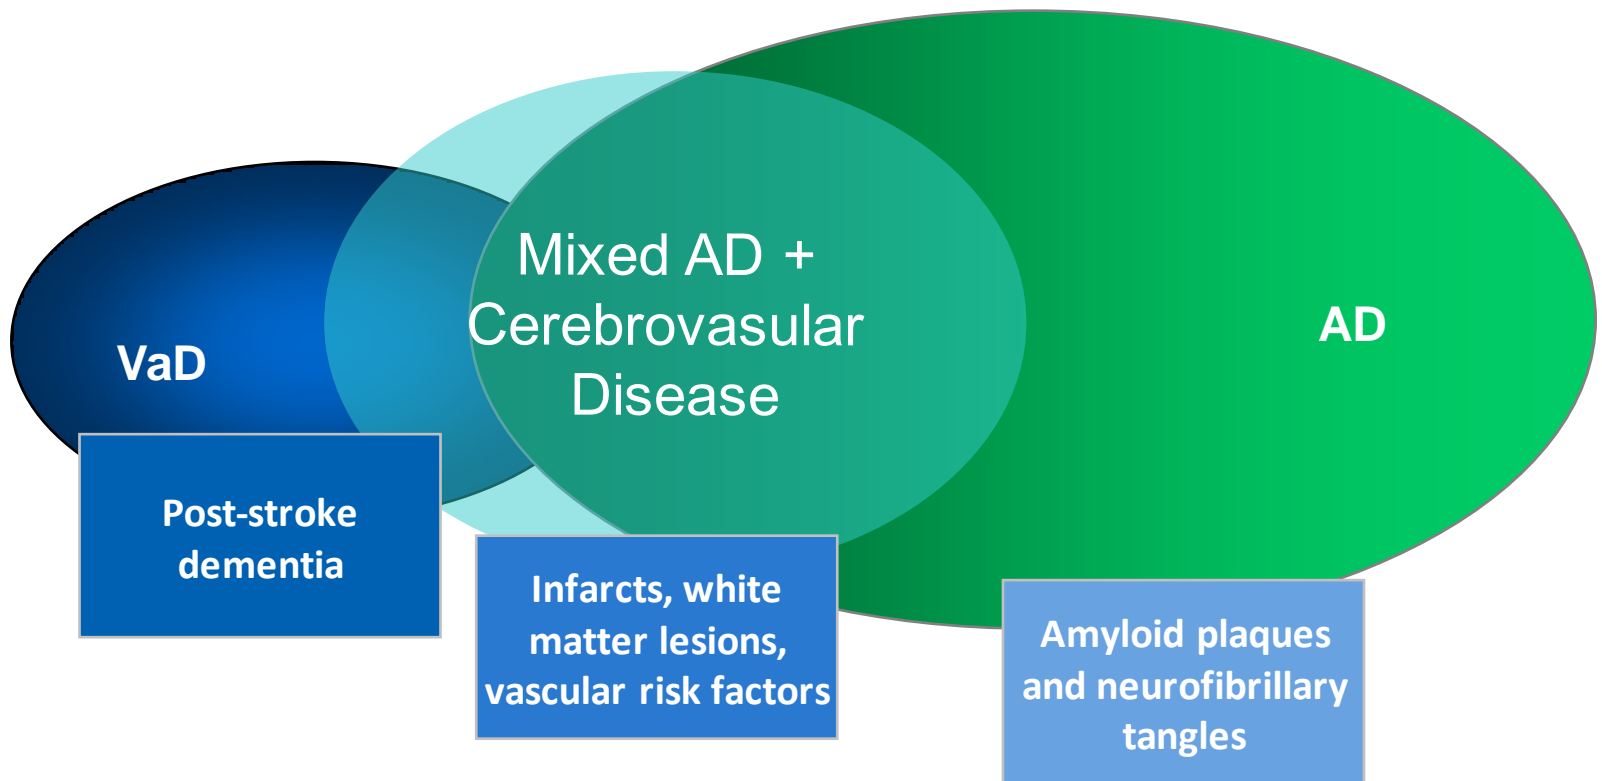 VaD
Mixed AD +
Cerebrovasular
Disease
AD
Post-stroke
dementia
Infarcts, white
matter lesions,
vascular risk factors
Amyloid plaques
and neurofibrillary
tangles